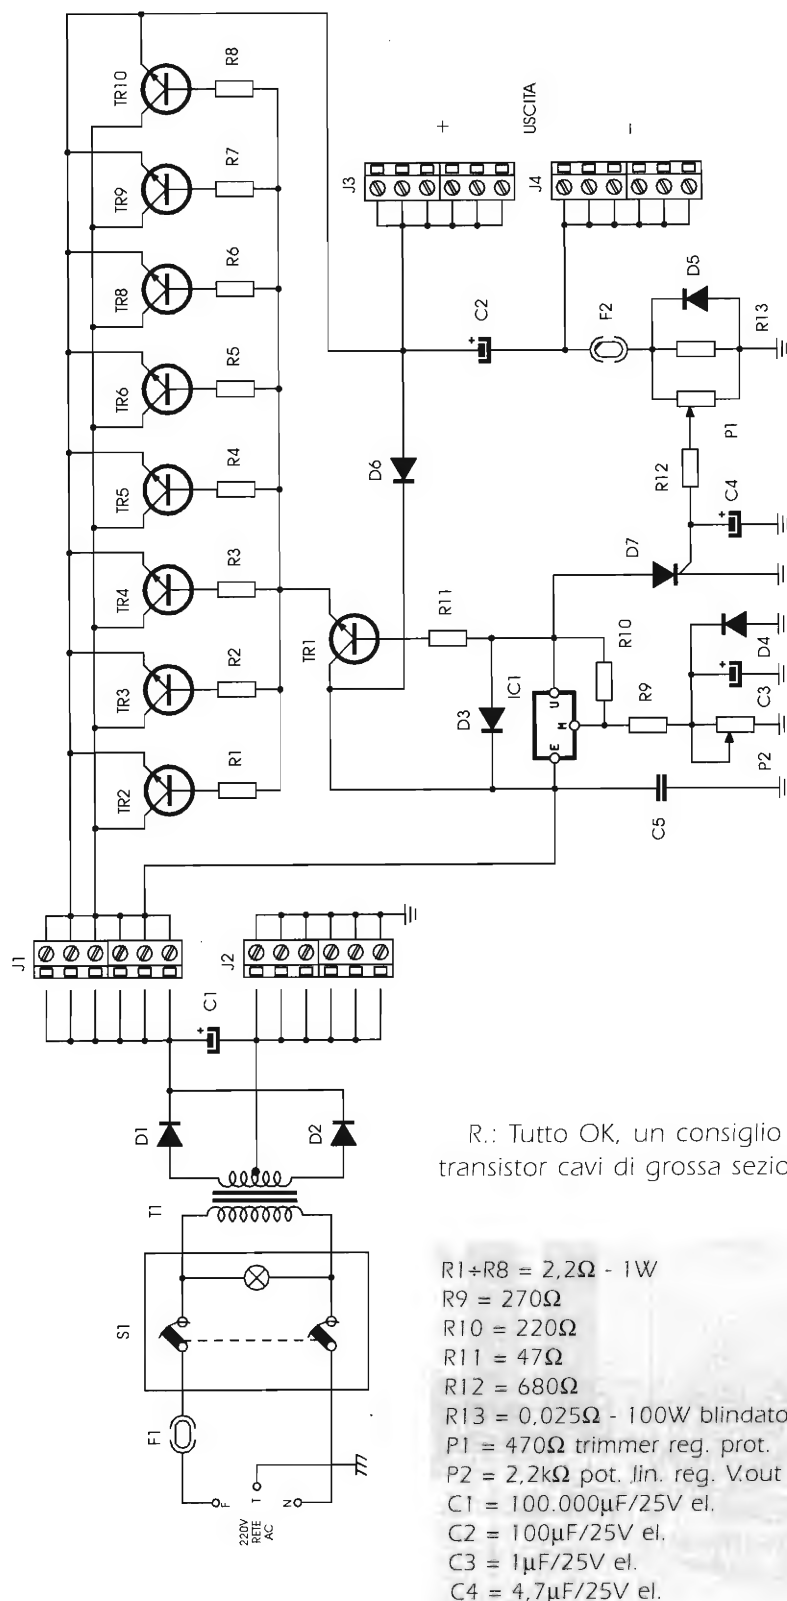 TR10
R8
TR9
R7
TR8
R6
TR6
R5
TR5
R4
TR4
R3
TR3
R2
TR2
R1
J3
+
USCITA
J4
−
C2
+
F2
D5
R13
P1
R12
C4
+
D6
D7
TR1
R11
R10
IC1
U
M
E
D3
R9
D4
C3
+
P2
C5
J1
J2
C1
+
D1
D2
T1
S1
F1
F
T
N
220V
RETE
AC
R.: Tutto OK, un consiglio
transistor cavi di grossa sezio
R1÷R8 = 2,2Ω - 1W
R9 = 270Ω
R10 = 220Ω
R11 = 47Ω
R12 = 680Ω
R13 = 0,025Ω - 100W blindato
P1 = 470Ω trimmer reg. prot.
P2 = 2,2kΩ pot. lin. reg. Vout
C1 = 100.000µF/25V el.
C2 = 100µF/25V el.
C3 = 1µF/25V el.
C4 = 4,7µF/25V el.